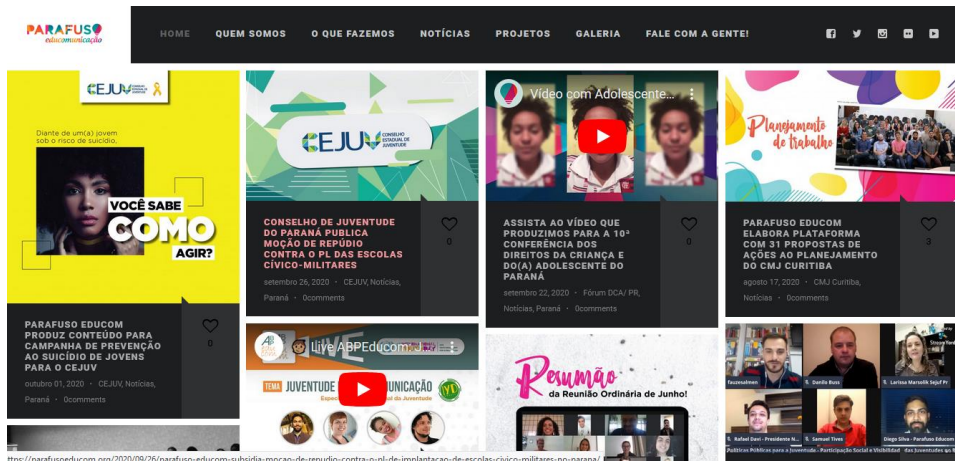 PARAFUSO
educomunicação
HOME QUEM SOMOS O QUE FAZEMOS NOTÍCIAS PROJETOS GALERIA FALE COM A GENTE!
CEJUV
Diante de um(a) jovem
sob o risco de suicídio,
VOCÊ SABE
COMO
AGIR?
PARAFUSO EDUCOM
PRODUZ CONTEÚDO PARA
CAMPANHA DE PREVENÇÃO
AO SUICÍDIO DE JOVENS
PARA O CEJUV
0
outubro 01, 2020 • CEJUV, Notícias,
Paraná • 0comments
CEJUV CONSELHO
ESTADUAL DE
JUVENTUDE
CONSELHO DE JUVENTUDE
DO PARANÁ PUBLICA
MOÇÃO DE REPÚDIO
CONTRA O PL DAS ESCOLAS
CÍVICO-MILITARES
0
setembro 26, 2020 • CEJUV, Notícias,
Paraná • 0comments
Live ABPEducom:
TEMA JUVENTUDE
Vídeo com Adolescente...
ASSISTA AO VÍDEO QUE
PRODUZIMOS PARA A 10ª
CONFERÊNCIA DOS
DIREITOS DA CRIANÇA E
DO(A) ADOLESCENTE DO
PARANÁ
0
setembro 22, 2020 • Fórum DCA/ PR,
Notícias, Paraná • 0comments
Resumão
da Reunião Ordinária de Junho!
Planejamento
de trabalho
PARAFUSO EDUCOM
ELABORA PLATAFORMA
COM 31 PROPOSTAS DE
AÇÕES AO PLANEJAMENTO
DO CMJ CURITIBA
3
agosto 17, 2020 • CMJ Curitiba,
Notícias • 0comments
fauzesalmen Danilo Buss Larissa Marsolik Sejuf Pr
Rafael Davi - Presidente N... Samuel Tives Diego Silva - Parafuso Educom
Políticas Públicas para a Juventude - Participação Social e Visibilidade das Juventudes
ttps://parafusoeducom.org/2020/09/26/parafuso-educom-subsidia-mocao-de-repudio-contra-o-pl-de-implantacao-de-escolas-civico-militares-no-parana/